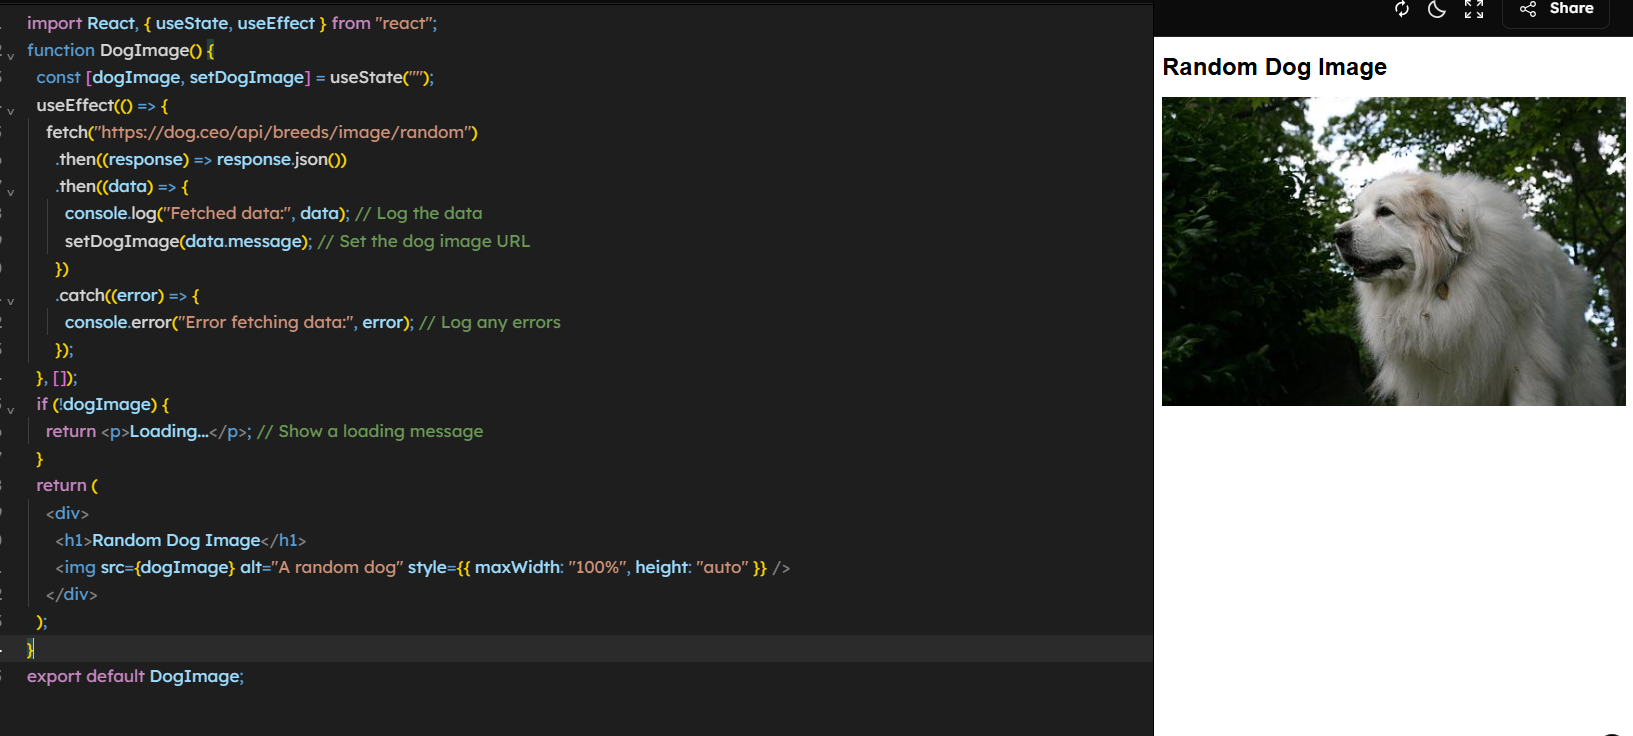 import React, { useState, useEffect } from "react";
function DogImage() {
const [dogImage, setDogImage] = useState("");
useEffect(() => {
fetch("https://dog.ceo/api/breeds/image/random")
.then((response) => response.json())
.then((data) => {
console.log("Fetched data:", data); // Log the data
setDogImage(data.message); // Set the dog image URL
})
.catch((error) => {
console.error("Error fetching data:", error); // Log any errors
});
}, []);
if (!dogImage) {
return <p>Loading...</p>; // Show a loading message
}
return (
<div>
<h1>Random Dog Image</h1>
<img src={dogImage} alt="A random dog" style={{ maxWidth: "100%", height: "auto" }} />
</div>
);
}
export default DogImage;
Share
Random Dog Image